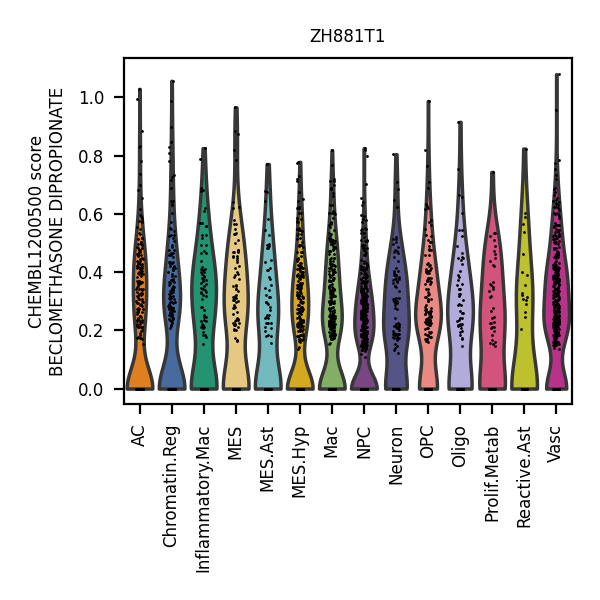 ZH881T1
CHEMBL1200500 score
BECLOMETHASONE DIPROPIONATE
1.0
0.8
0.6
0.4
0.2
0.0
AC
Chromatin.Reg
Inflammatory.Mac
MES
MES.Ast
MES.Hyp
Mac
NPC
Neuron
OPC
Oligo
Prolif.Metab
Reactive.Ast
Vasc